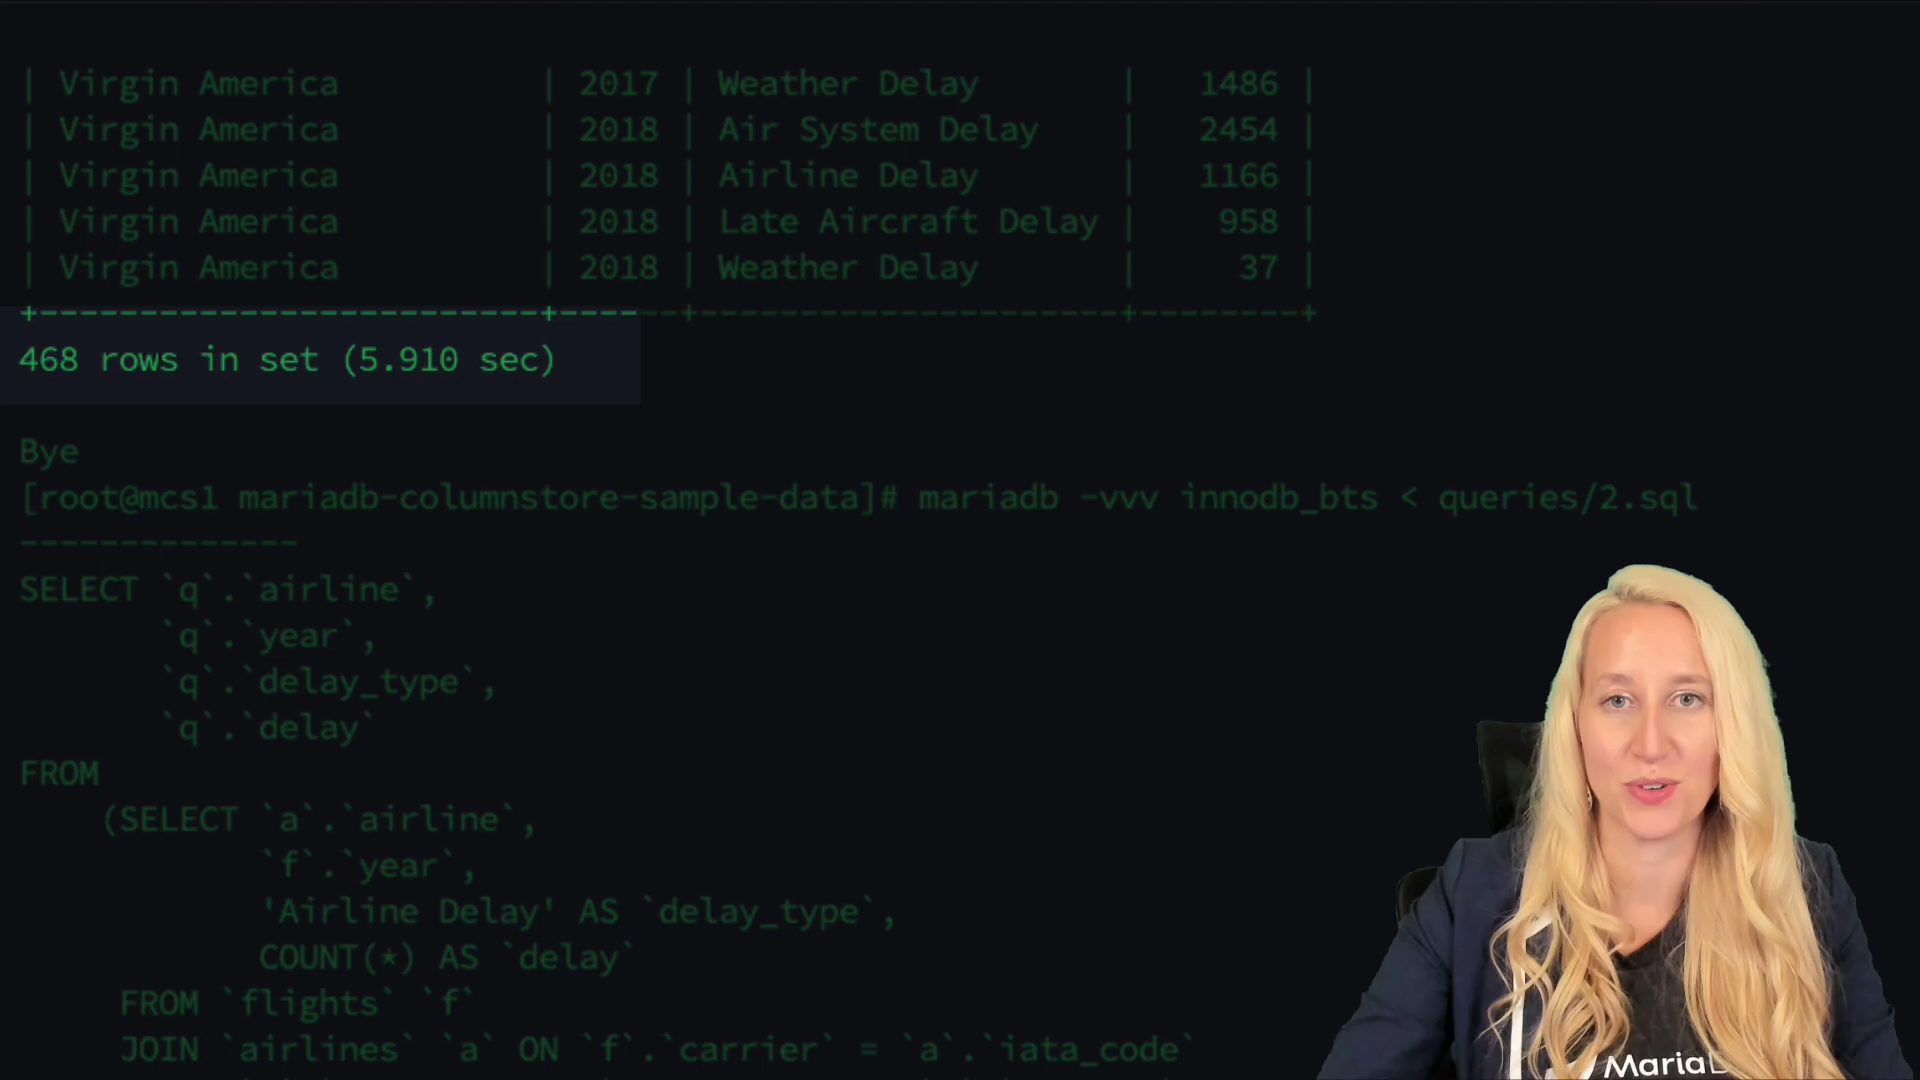 | Virgin America | 2017 | Weather Delay | 1486 |
| Virgin America | 2018 | Air System Delay | 2454 |
| Virgin America | 2018 | Airline Delay | 1166 |
| Virgin America | 2018 | Late Aircraft Delay | 958 |
| Virgin America | 2018 | Weather Delay | 37 |
+-------------------------+------+---------------------+--------+
468 rows in set (5.910 sec)
Bye
[root@mcs1 mariadb-columnstore-sample-data]# mariadb -vvv innodb_bts < queries/2.sql
--------------
SELECT `q`.`airline`,
`q`.`year`,
`q`.`delay_type`,
`q`.`delay`
FROM
(SELECT `a`.`airline`,
`f`.`year`,
'Airline Delay' AS `delay_type`,
COUNT(*) AS `delay`
FROM `flights` `f`
JOIN `airlines` `a` ON `f`.`carrier` = `a`.`iata_code`